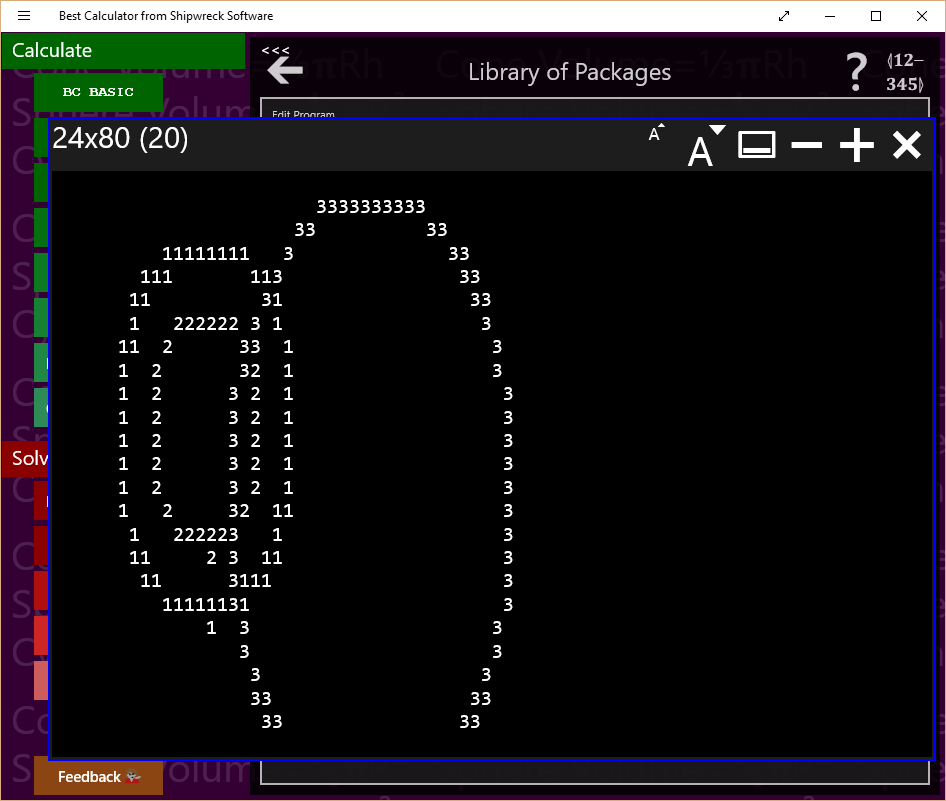 Best Calculator from Shipwreck Software
Calculate
<<<
Library of Packages
?
(12–
345)
BC BASIC
Edit Program
24x80 (20)
A
A
                  3333333333
                33          33
    11111111   3              33
  111       113                33
 11          31                 33
 1   222222 3 1                  3
11  2      33  1                  3
1  2       32  1                  3
1  2      3 2  1                   3
1  2      3 2  1                   3
1  2      3 2  1                   3
1  2      3 2  1                   3
1  2      3 2  1                   3
1   2     32  11                   3
 1   222223   1                    3
 11     2 3  11                    3
  11      3111                     3
    11111131                       3
        1  3                      3
           3                      3
            3                    3
            33                  33
             33                33
Solv
Feedback